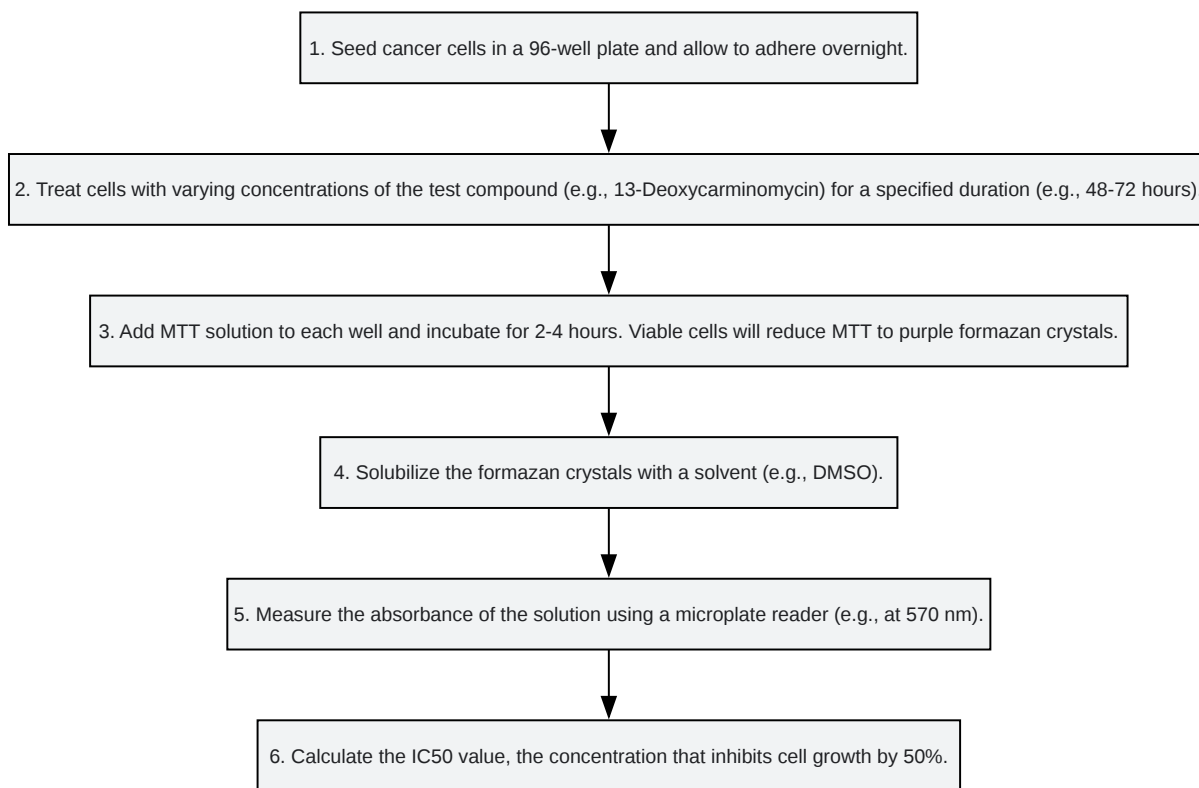 1. Seed cancer cells in a 96-well plate and allow to adhere overnight.
2. Treat cells with varying concentrations of the test compound (e.g., 13-Deoxycarminomycin) for a specified duration (e.g., 48-72 hours).
3. Add MTT solution to each well and incubate for 2-4 hours. Viable cells will reduce MTT to purple formazan crystals.
4. Solubilize the formazan crystals with a solvent (e.g., DMSO).
5. Measure the absorbance of the solution using a microplate reader (e.g., at 570 nm).
6. Calculate the IC50 value, the concentration that inhibits cell growth by 50%.